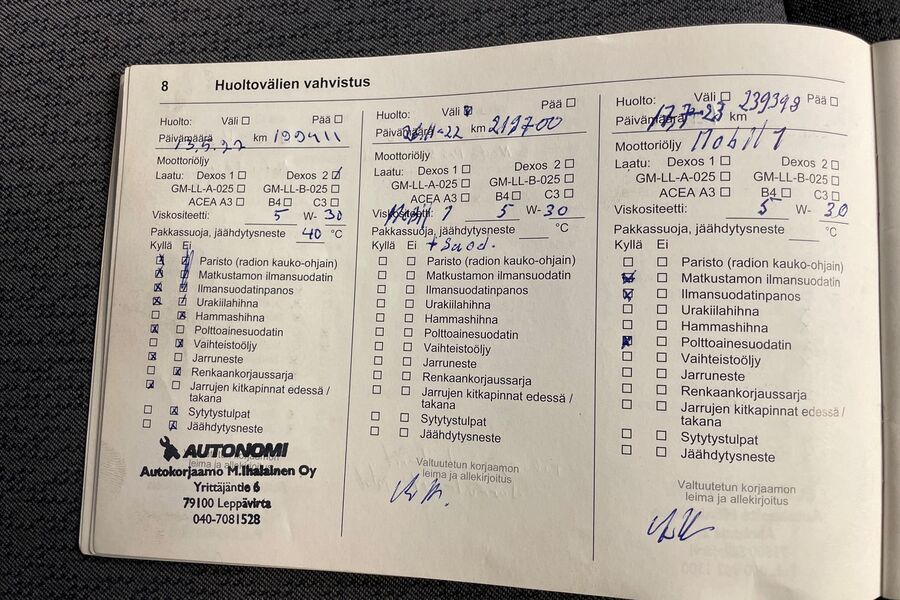 8 Huoltovälien vahvistus
Huolto: Väli Pää
Päivämäärä 13.5.22 km 199411
Moottoriöljy
Laatu: Dexos 1 Dexos 2
GM-LL-A-025 GM-LL-B-025
ACEA A3 B4 C3
Viskositeetti: 5 W- 30
Pakkassuoja, jäähdytysneste 40 °C
Kyllä Ei
Paristo (radion kauko-ohjain)
Matkustamon ilmansuodatin
Ilmansuodatinpanos
Urakiilahihna
Hammashihna
Polttoainesuodatin
Vaihteistoöljy
Jarruneste
Renkaankorjaussarja
Jarrujen kitkapinnat edessä /
takana
Sytytystulpat
Jäähdytysneste
AUTONOMI
leima ja allekirjoitus
Autokorjaamo M.Ihalainen Oy
Yrittäjäntie 6
79100 Leppävirta
040-7081528
Huolto: Väli Pää
Päivämäärä km 219700
Moottoriöljy
Laatu: Dexos 1 Dexos 2
GM-LL-A-025 GM-LL-B-025
ACEA A3 B4 C3
Viskositeetti: 5 W- 30
Pakkassuoja, jäähdytysneste °C
Kyllä Ei + Suod.
Paristo (radion kauko-ohjain)
Matkustamon ilmansuodatin
Ilmansuodatinpanos
Urakiilahihna
Hammashihna
Polttoainesuodatin
Vaihteistoöljy
Jarruneste
Renkaankorjaussarja
Jarrujen kitkapinnat edessä /
takana
Sytytystulpat
Jäähdytysneste
Valtuutetun korjaamon
leima ja allekirjoitus
Huolto: Väli Pää
Päivämäärä 17,7-23 km 239398
Moottoriöljy Mobil 1
Laatu: Dexos 1 Dexos 2
GM-LL-A-025 GM-LL-B-025
ACEA A3 B4 C3
Viskositeetti: 5 W- 30
Pakkassuoja, jäähdytysneste °C
Kyllä Ei
Paristo (radion kauko-ohjain)
Matkustamon ilmansuodatin
Ilmansuodatinpanos
Urakiilahihna
Hammashihna
Polttoainesuodatin
Vaihteistoöljy
Jarruneste
Renkaankorjaussarja
Jarrujen kitkapinnat edessä /
takana
Sytytystulpat
Jäähdytysneste
Valtuutetun korjaamon
leima ja allekirjoitus